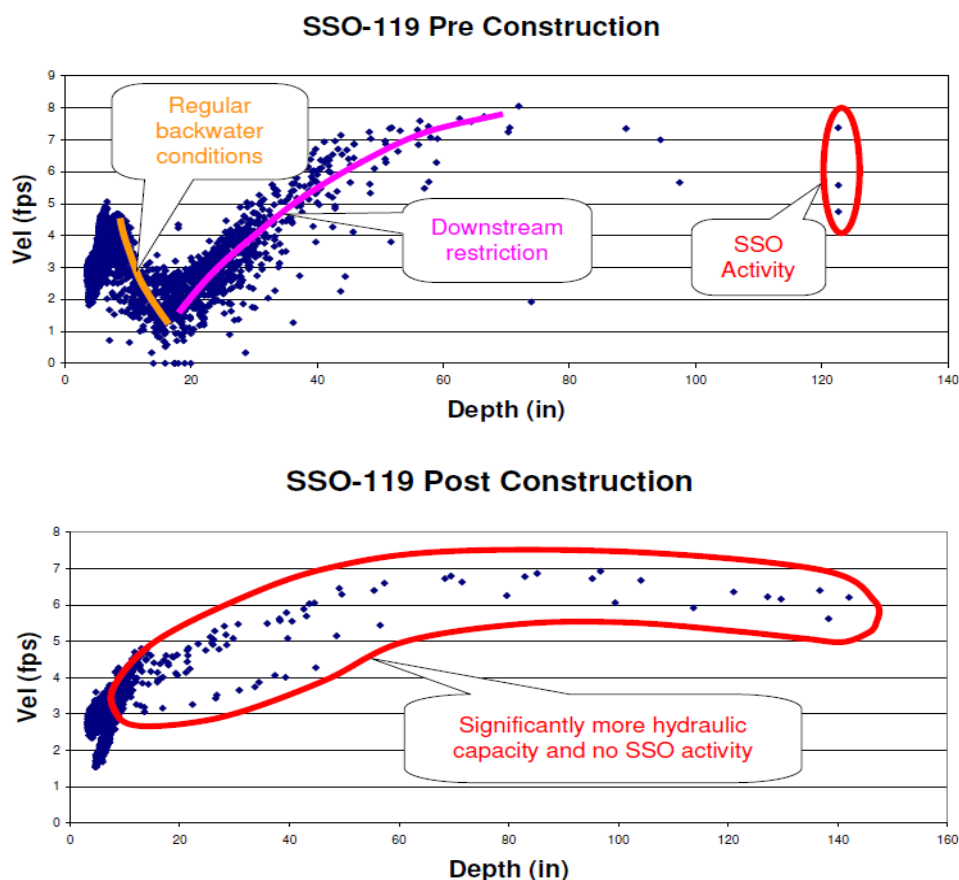 SSO-119 Pre Construction
9
8
7
6
5
4
3
2
1
0
Vel (fps)
Regular
backwater
conditions
Downstream
restriction
SSO
Activity
0 20 40 60 80 100 120 140
Depth (in)
SSO-119 Post Construction
8
7
6
5
4
3
2
1
0
Vel (fps)
Significantly more hydraulic
capacity and no SSO activity
0 20 40 60 80 100 120 140 160
Depth (in)